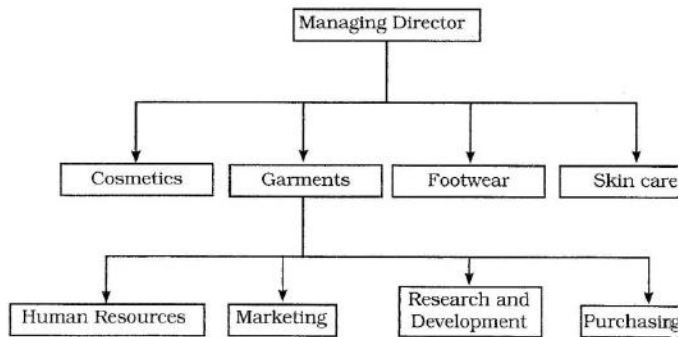 Managing Director
Cosmetics
Garments
Footwear
Skin care
Human Resources
Marketing
Research and
Development
Purchasing